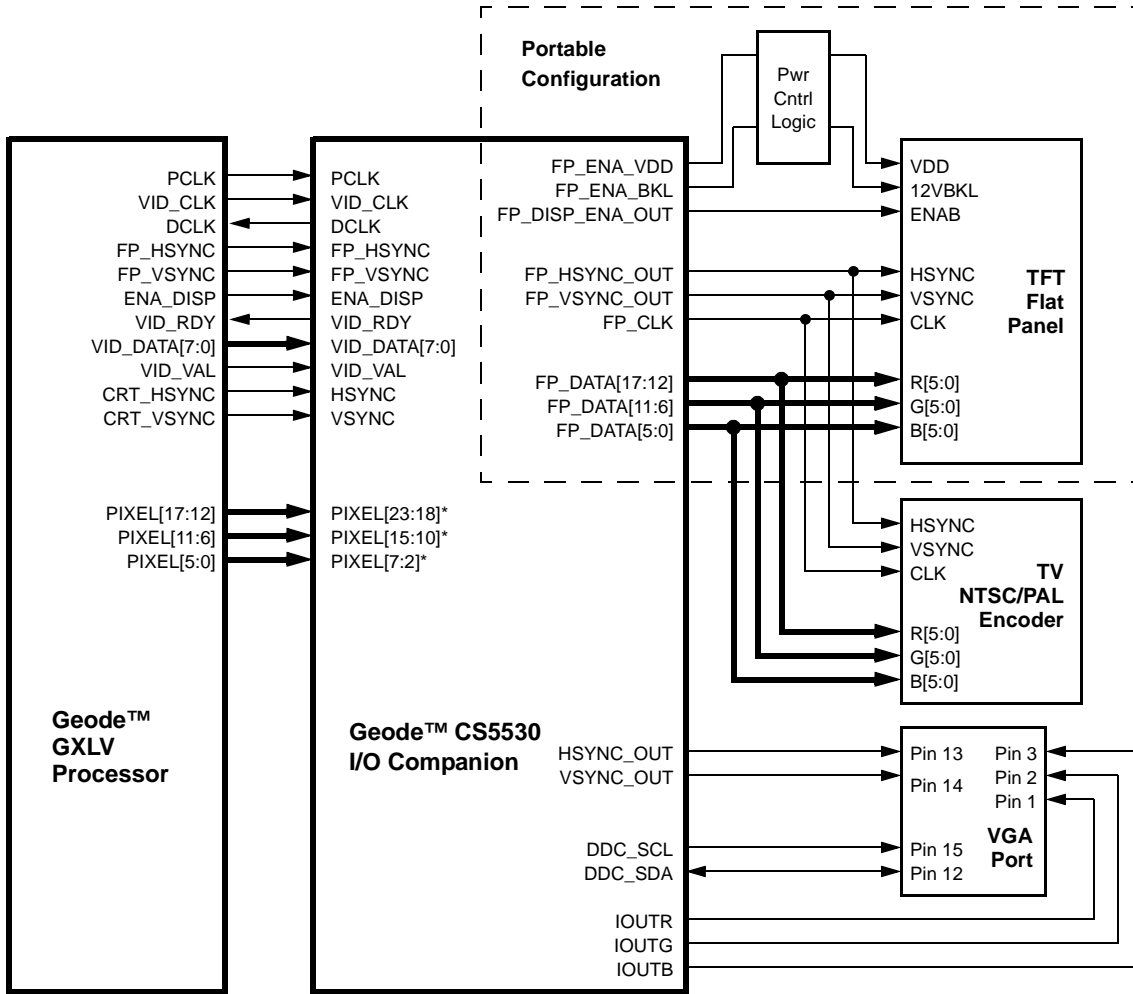 Portable
Configuration
Pwr
Cntrl
Logic
PCLK
VID_CLK
DCLK
FP_HSYNC
FP_VSYNC
ENA_DISP
VID_RDY
VID_DATA[7:0]
VID_VAL
CRT_HSYNC
CRT_VSYNC
PIXEL[17:12]
PIXEL[11:6]
PIXEL[5:0]
Geode™
GXLV
Processor
PCLK
VID_CLK
DCLK
FP_HSYNC
FP_VSYNC
ENA_DISP
VID_RDY
VID_DATA[7:0]
VID_VAL
HSYNC
VSYNC
PIXEL[23:18]*
PIXEL[15:10]*
PIXEL[7:2]*
Geode™ CS5530
I/O Companion
FP_ENA_VDD
FP_ENA_BKL
FP_DISP_ENA_OUT
FP_HSYNC_OUT
FP_VSYNC_OUT
FP_CLK
FP_DATA[17:12]
FP_DATA[11:6]
FP_DATA[5:0]
HSYNC_OUT
VSYNC_OUT
DDC_SCL
DDC_SDA
IOUTR
IOUTG
IOUTB
VDD
12VBKL
ENAB
HSYNC
VSYNC
CLK
R[5:0]
G[5:0]
B[5:0]
TFT
Flat
Panel
HSYNC
VSYNC
CLK
R[5:0]
G[5:0]
B[5:0]
TV
NTSC/PAL
Encoder
Pin 13
Pin 14
Pin 15
Pin 12
Pin 3
Pin 2
Pin 1
VGA
Port